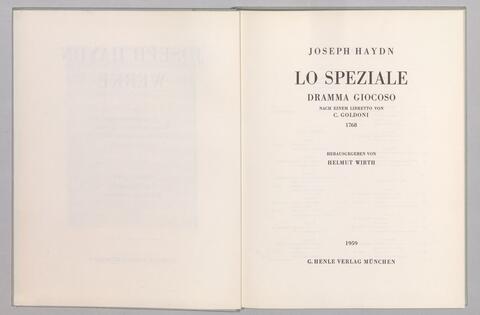 JOSEPH HAYDN
LO SPEZIALE
DRAMMA GIOCOSO
NACH EINEM LIBRETTO VON
C. GOLDONI
1768
HERAUSGEGEBEN VON
HELMUT WIRTH
1959
G. HENLE VERLAG MÜNCHEN